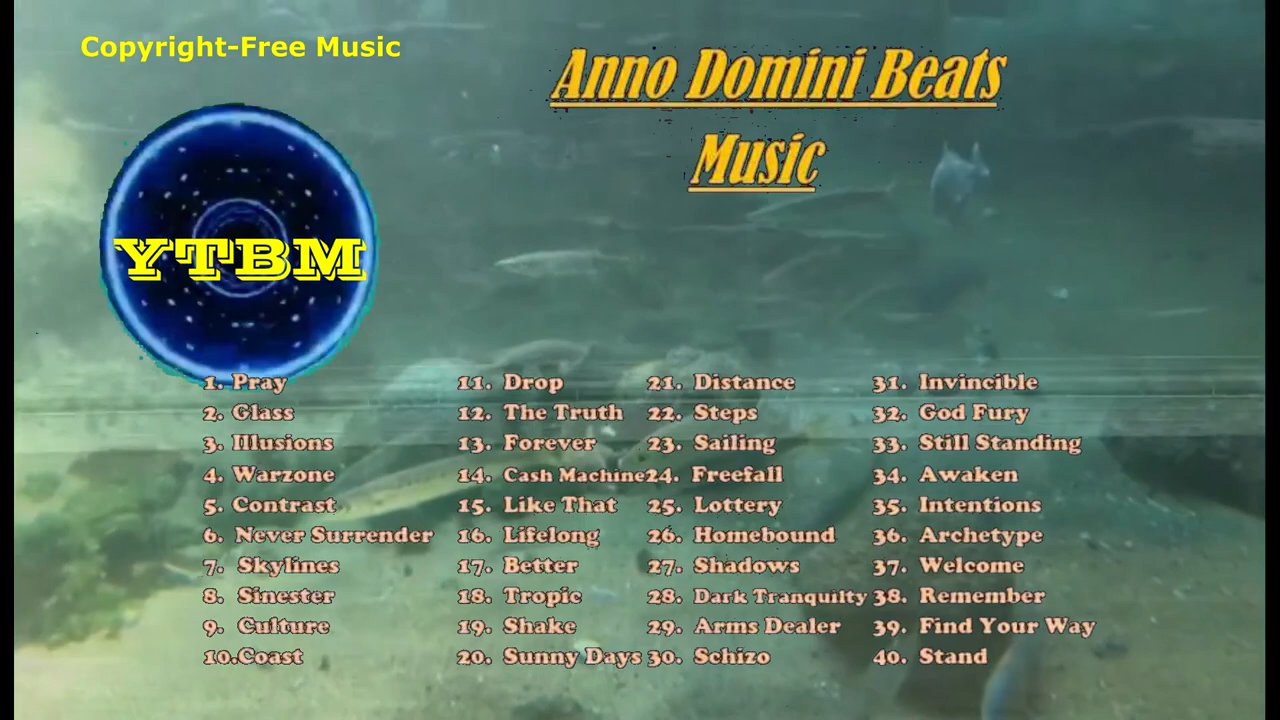 Copyright-Free Music
Anno Domini Beats
Music
YTBM
1. Pray
2. Glass
3. Illusions
4. Warzone
5. Contrast
6. Never Surrender
7. Skylines
8. Sinester
9. Culture
10.Coast
11. Drop
12. The Truth
13. Forever
14. Cash Machine
15. Like That
16. Lifelong
17. Better
18. Tropic
19. Shake
20. Sunny Days
21. Distance
22. Steps
23. Sailing
24. Freefall
25. Lottery
26. Homebound
27. Shadows
28. Dark Tranquilty
29. Arms Dealer
30. Schizo
31. Invincible
32. God Fury
33. Still Standing
34. Awaken
35. Intentions
36. Archetype
37. Welcome
38. Remember
39. Find Your Way
40. Stand